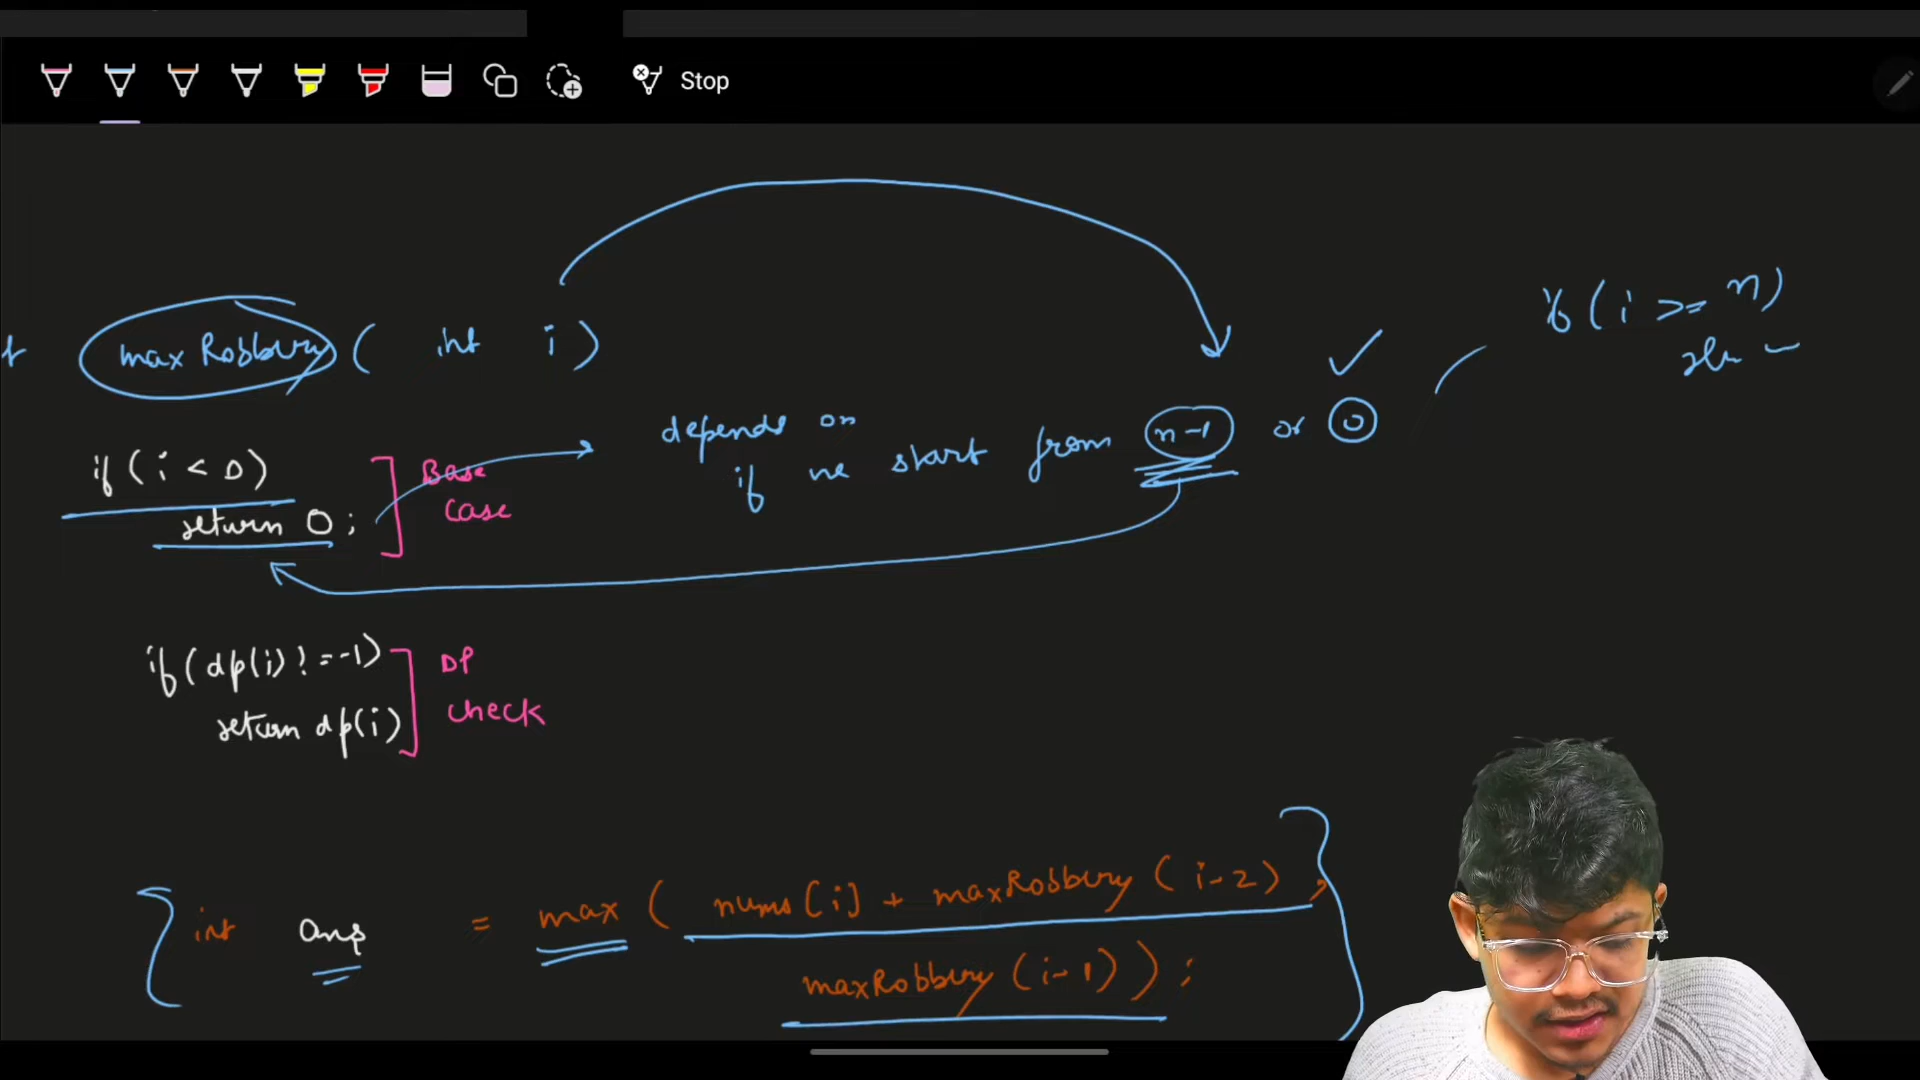 Stop
max Robbery ( int i )
if ( i >= n )
if ( i < 0 )
return 0 ;
Base
Case
depends on
if we start from n-1 or 0
if ( dp(i) != -1 )
return dp(i)
DP
check
int ans = max ( nums [i] + maxRobbery ( i-2 ) ,
maxRobbery ( i-1 ) ) ;